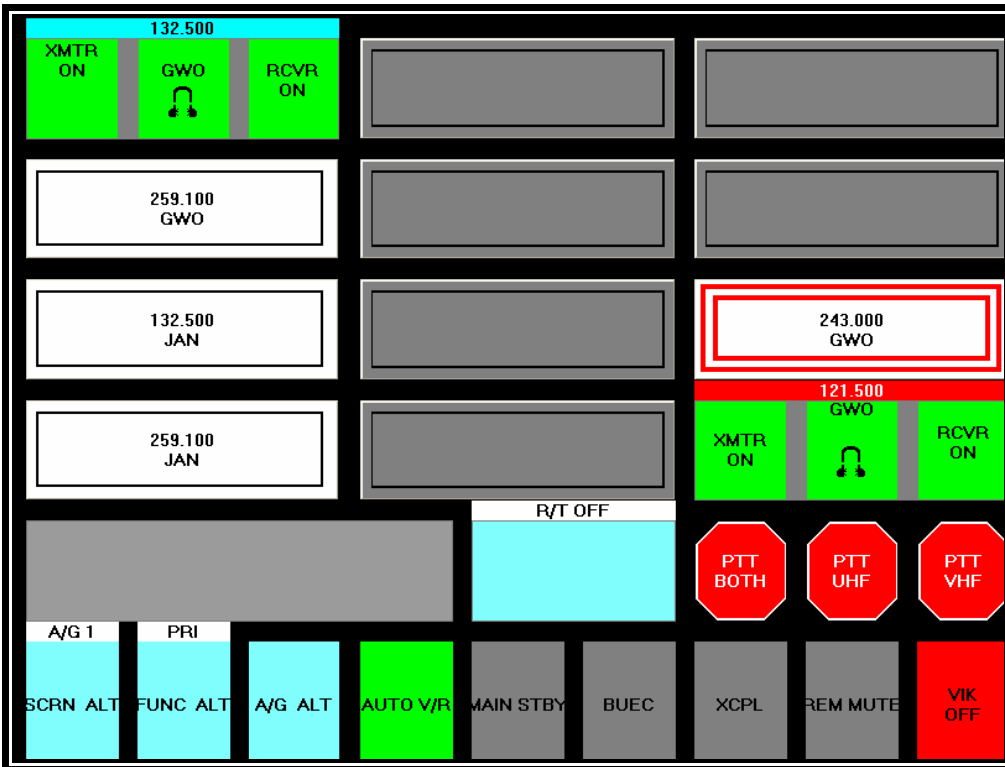 132.500
XMTR
ON
GWO
RCVR
ON
259.100
GWO
132.500
JAN
243.000
GWO
121.500
259.100
JAN
XMTR
ON
GWO
RCVR
ON
R/T OFF
PTT
BOTH
PTT
UHF
PTT
VHF
A/G 1
PRI
SCRN ALT
FUNC ALT
A/G ALT
AUTO V/R
MAIN STBY
BUEC
XCPL
REM MUTE
VIK
OFF